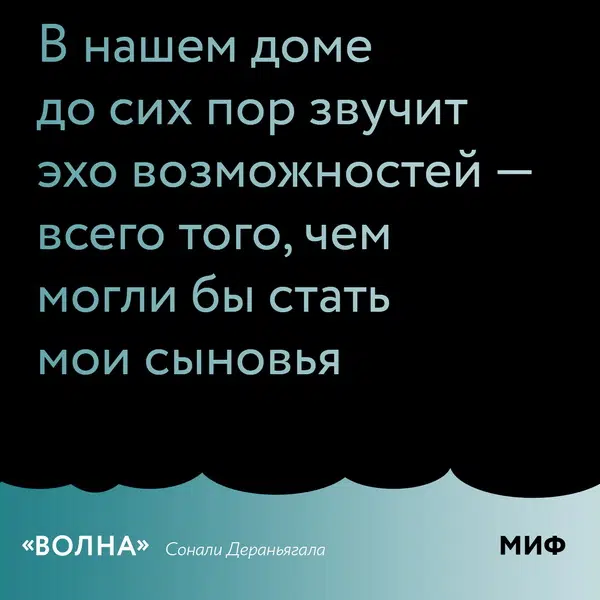 В нашем доме
до сих пор звучит
эхо возможностей —
всего того, чем
могли бы стать
мои сыновья
«ВОЛНА» Сонали Дераньягала МИФ